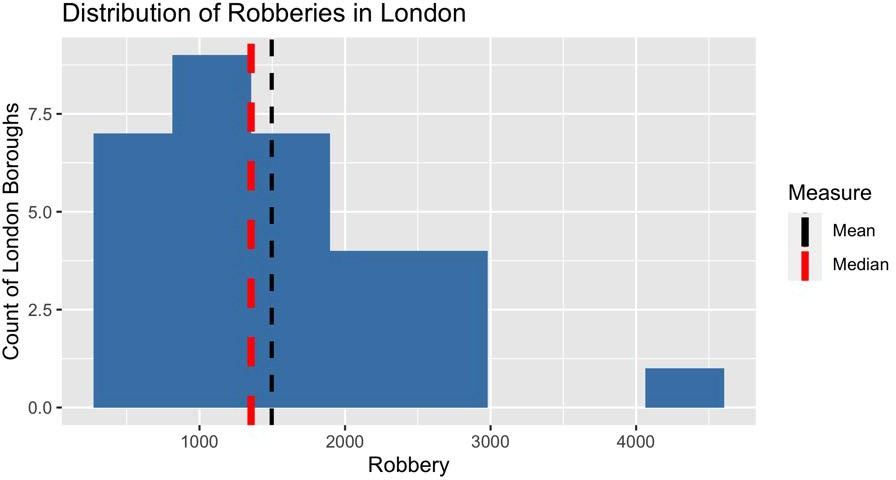 Distribution of Robberies in London
Count of London Boroughs
7.5
5.0
2.5
0.0
1000
2000
3000
4000
Robbery
Measure
Mean
Median